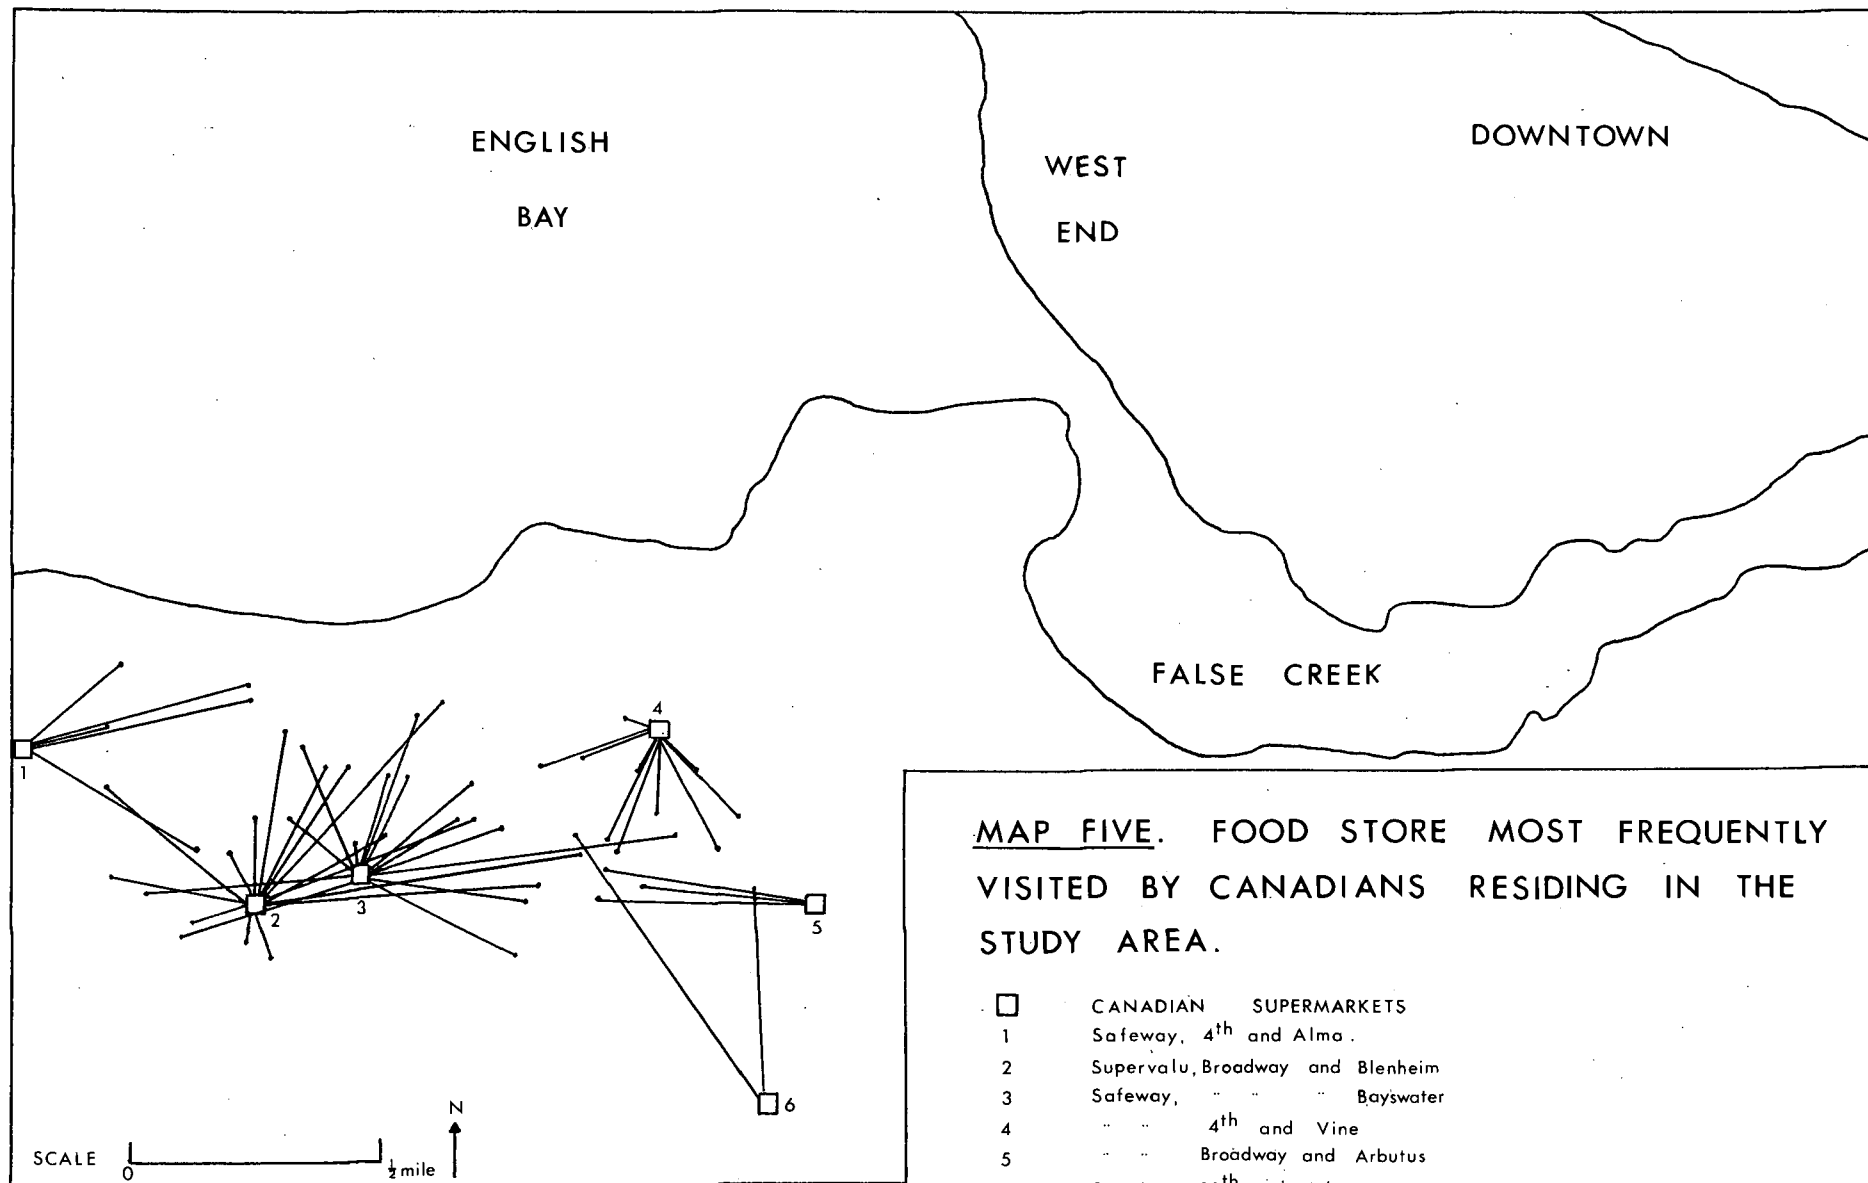 ENGLISH
BAY
WEST
END
DOWNTOWN
FALSE CREEK
1
2
3
4
5
6
SCALE
0
½ mile
N
MAP FIVE. FOOD STORE MOST FREQUENTLY
VISITED BY CANADIANS RESIDING IN THE
STUDY AREA.
CANADIAN SUPERMARKETS
1 Safeway, 4th and Alma.
2 Supervalu, Broadway and Blenheim
3 Safeway, " " " Bayswater
4 " " 4th and Vine
5 " " Broadway and Arbutus